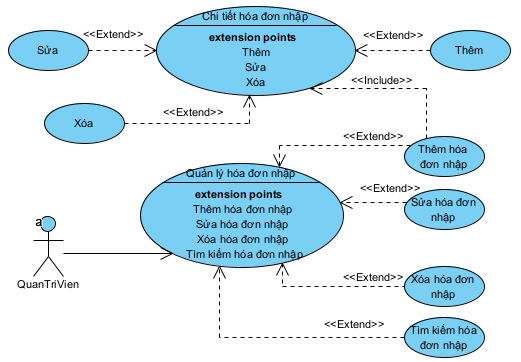 Chi tiết hóa đơn nhập
extension points
Thêm
Sửa
Xóa
<<Extend>>
Sửa
<<Extend>>
Thêm
<<Extend>>
Xóa
<<Include>>
<<Extend>>
Thêm hóa
đơn nhập
Quản lý hóa đơn nhập
extension points
Thêm hóa đơn nhập
Sửa hóa đơn nhập
Xóa hóa đơn nhập
Tìm kiếm hóa đơn nhập
<<Extend>>
Sửa hóa đơn
nhập
a
QuanTriVien
<<Extend>>
Xóa hóa đơn
nhập
<<Extend>>
Tìm kiếm hóa
đơn nhập